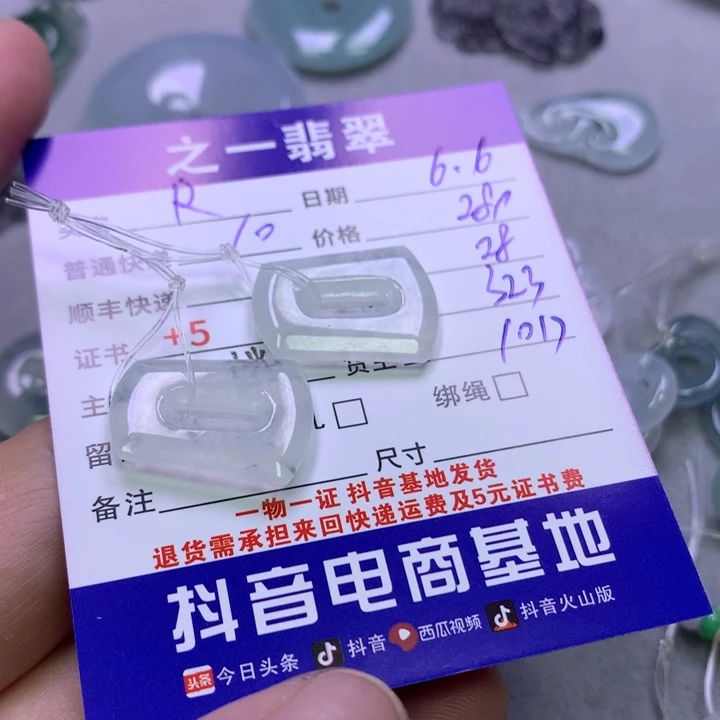 之一翡翠
R 日期 6.6
普通快递 10 价格
顺丰快递 28
证书 +5 323
主 1017
绑绳
留 尺寸
备注
一物一证 抖音基地发货
退货需承担来回快递运费及5元证书费
抖音电商基地
头条 今日头条 抖音 西瓜视频 抖音火山版